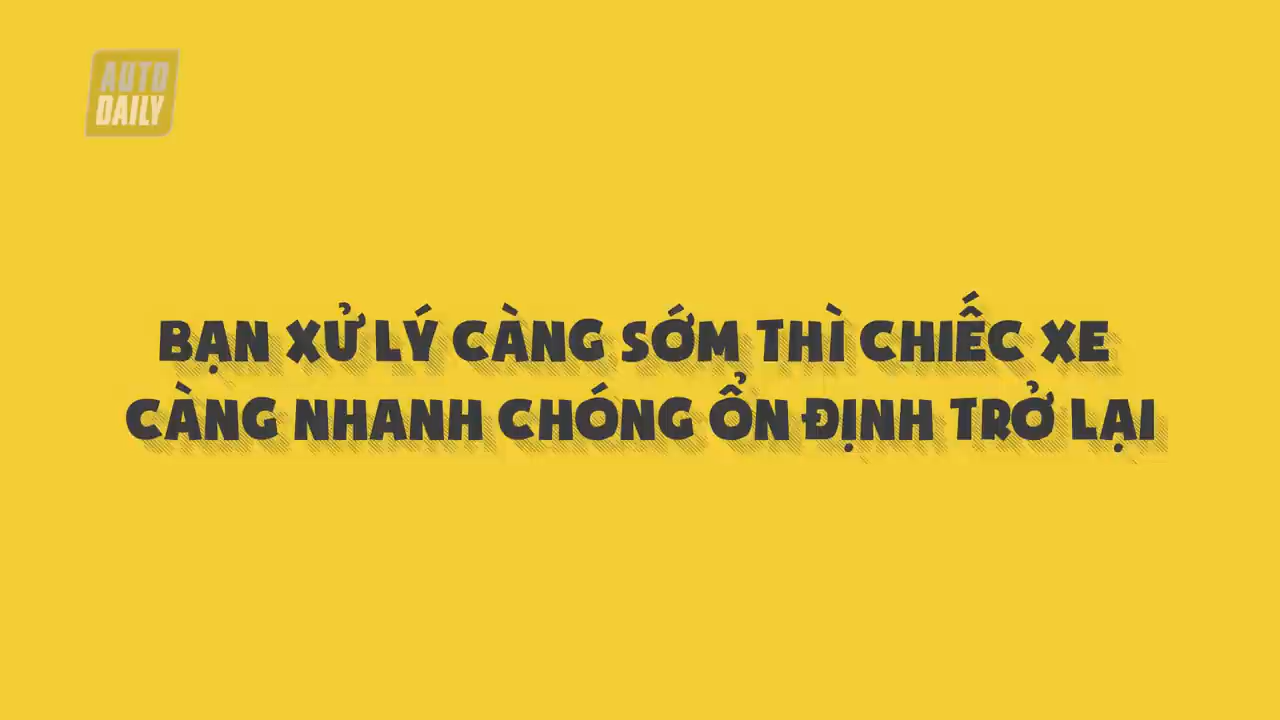 AUTO
DAILY
BẠN XỬ LÝ CÀNG SỚM THÌ CHIẾC XE
CÀNG NHANH CHÓNG ỔN ĐỊNH TRỞ LẠI